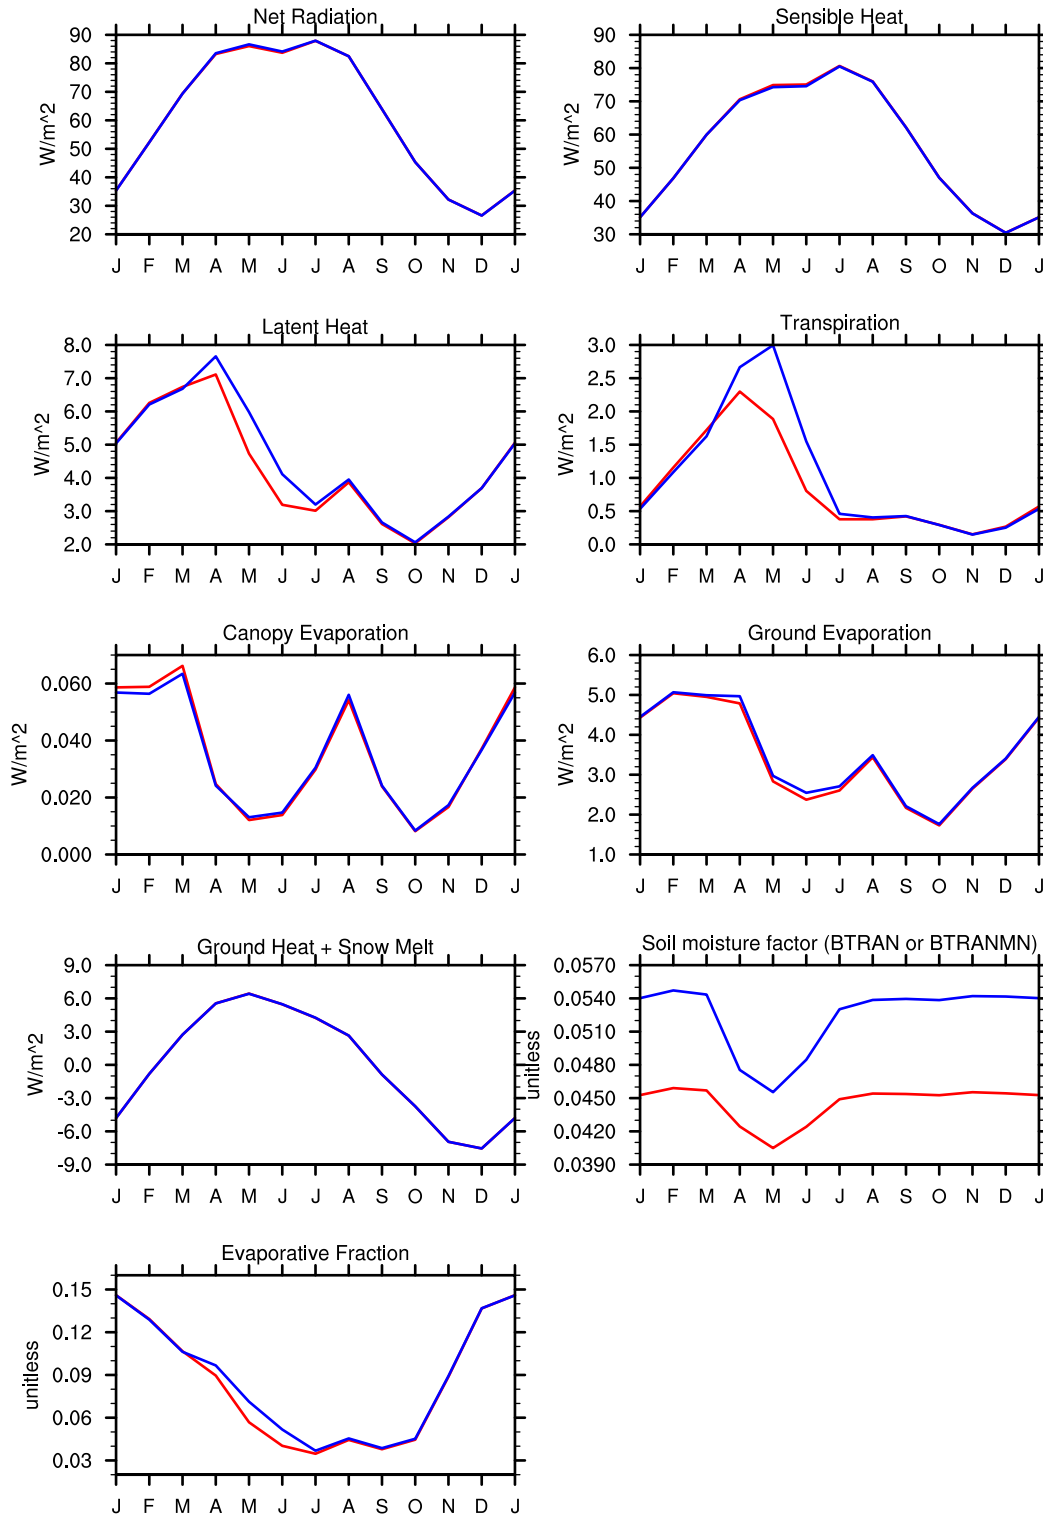 Net Radiation
W/m^2
90
80
70
60
50
40
30
20
J F M A M J J A S O N D J
Sensible Heat
W/m^2
90
80
70
60
50
40
30
J F M A M J J A S O N D J
Latent Heat
W/m^2
8.0
7.0
6.0
5.0
4.0
3.0
2.0
J F M A M J J A S O N D J
Transpiration
W/m^2
3.0
2.5
2.0
1.5
1.0
0.5
0.0
J F M A M J J A S O N D J
Canopy Evaporation
W/m^2
0.060
0.040
0.020
0.000
J F M A M J J A S O N D J
Ground Evaporation
W/m^2
6.0
5.0
4.0
3.0
2.0
1.0
J F M A M J J A S O N D J
Ground Heat + Snow Melt
W/m^2
9.0
6.0
3.0
0.0
-3.0
-6.0
-9.0
J F M A M J J A S O N D J
Soil moisture factor (BTRAN or BTRANMN)
unitless
0.0570
0.0540
0.0510
0.0480
0.0450
0.0420
0.0390
J F M A M J J A S O N D J
Evaporative Fraction
unitless
0.15
0.12
0.09
0.06
0.03
J F M A M J J A S O N D J